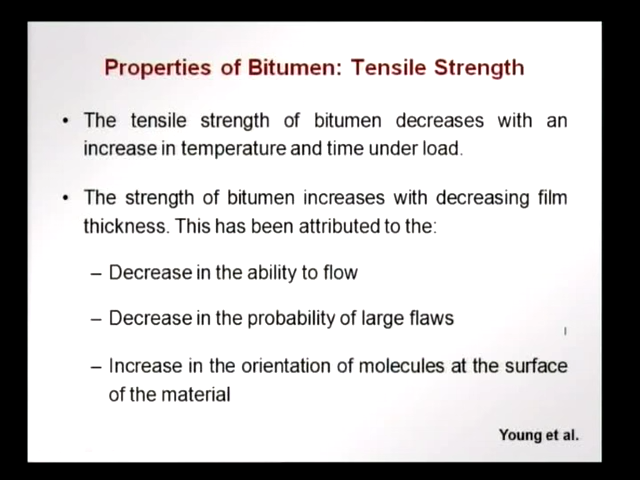 Properties of Bitumen: Tensile Strength
• The tensile strength of bitumen decreases with an
increase in temperature and time under load.
• The strength of bitumen increases with decreasing film
thickness. This has been attributed to the:
– Decrease in the ability to flow
– Decrease in the probability of large flaws
– Increase in the orientation of molecules at the surface
of the material
Young et al.